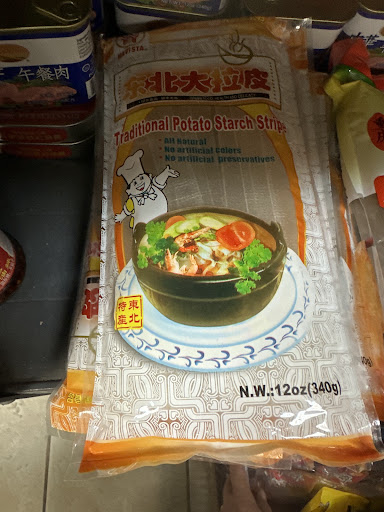 午餐肉
东北大拉皮
Traditional Potato Starch Strips
- all natural
- No artificial colors
- No artificial preservatives
東北
特產
N.W.:12oz(340g)